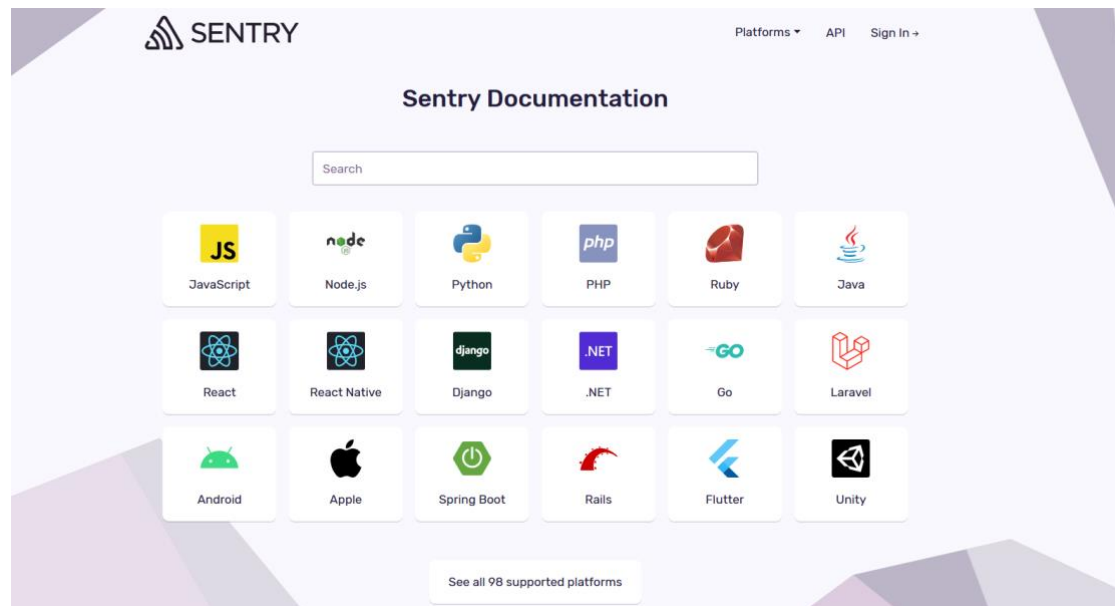 SENTRY
Platforms API Sign In →
Sentry Documentation
Search
JS node php
JavaScript Node.js Python PHP Ruby Java
django .NET GO
React React Native Django .NET Go Laravel
Android Apple Spring Boot Rails Flutter Unity
See all 98 supported platforms